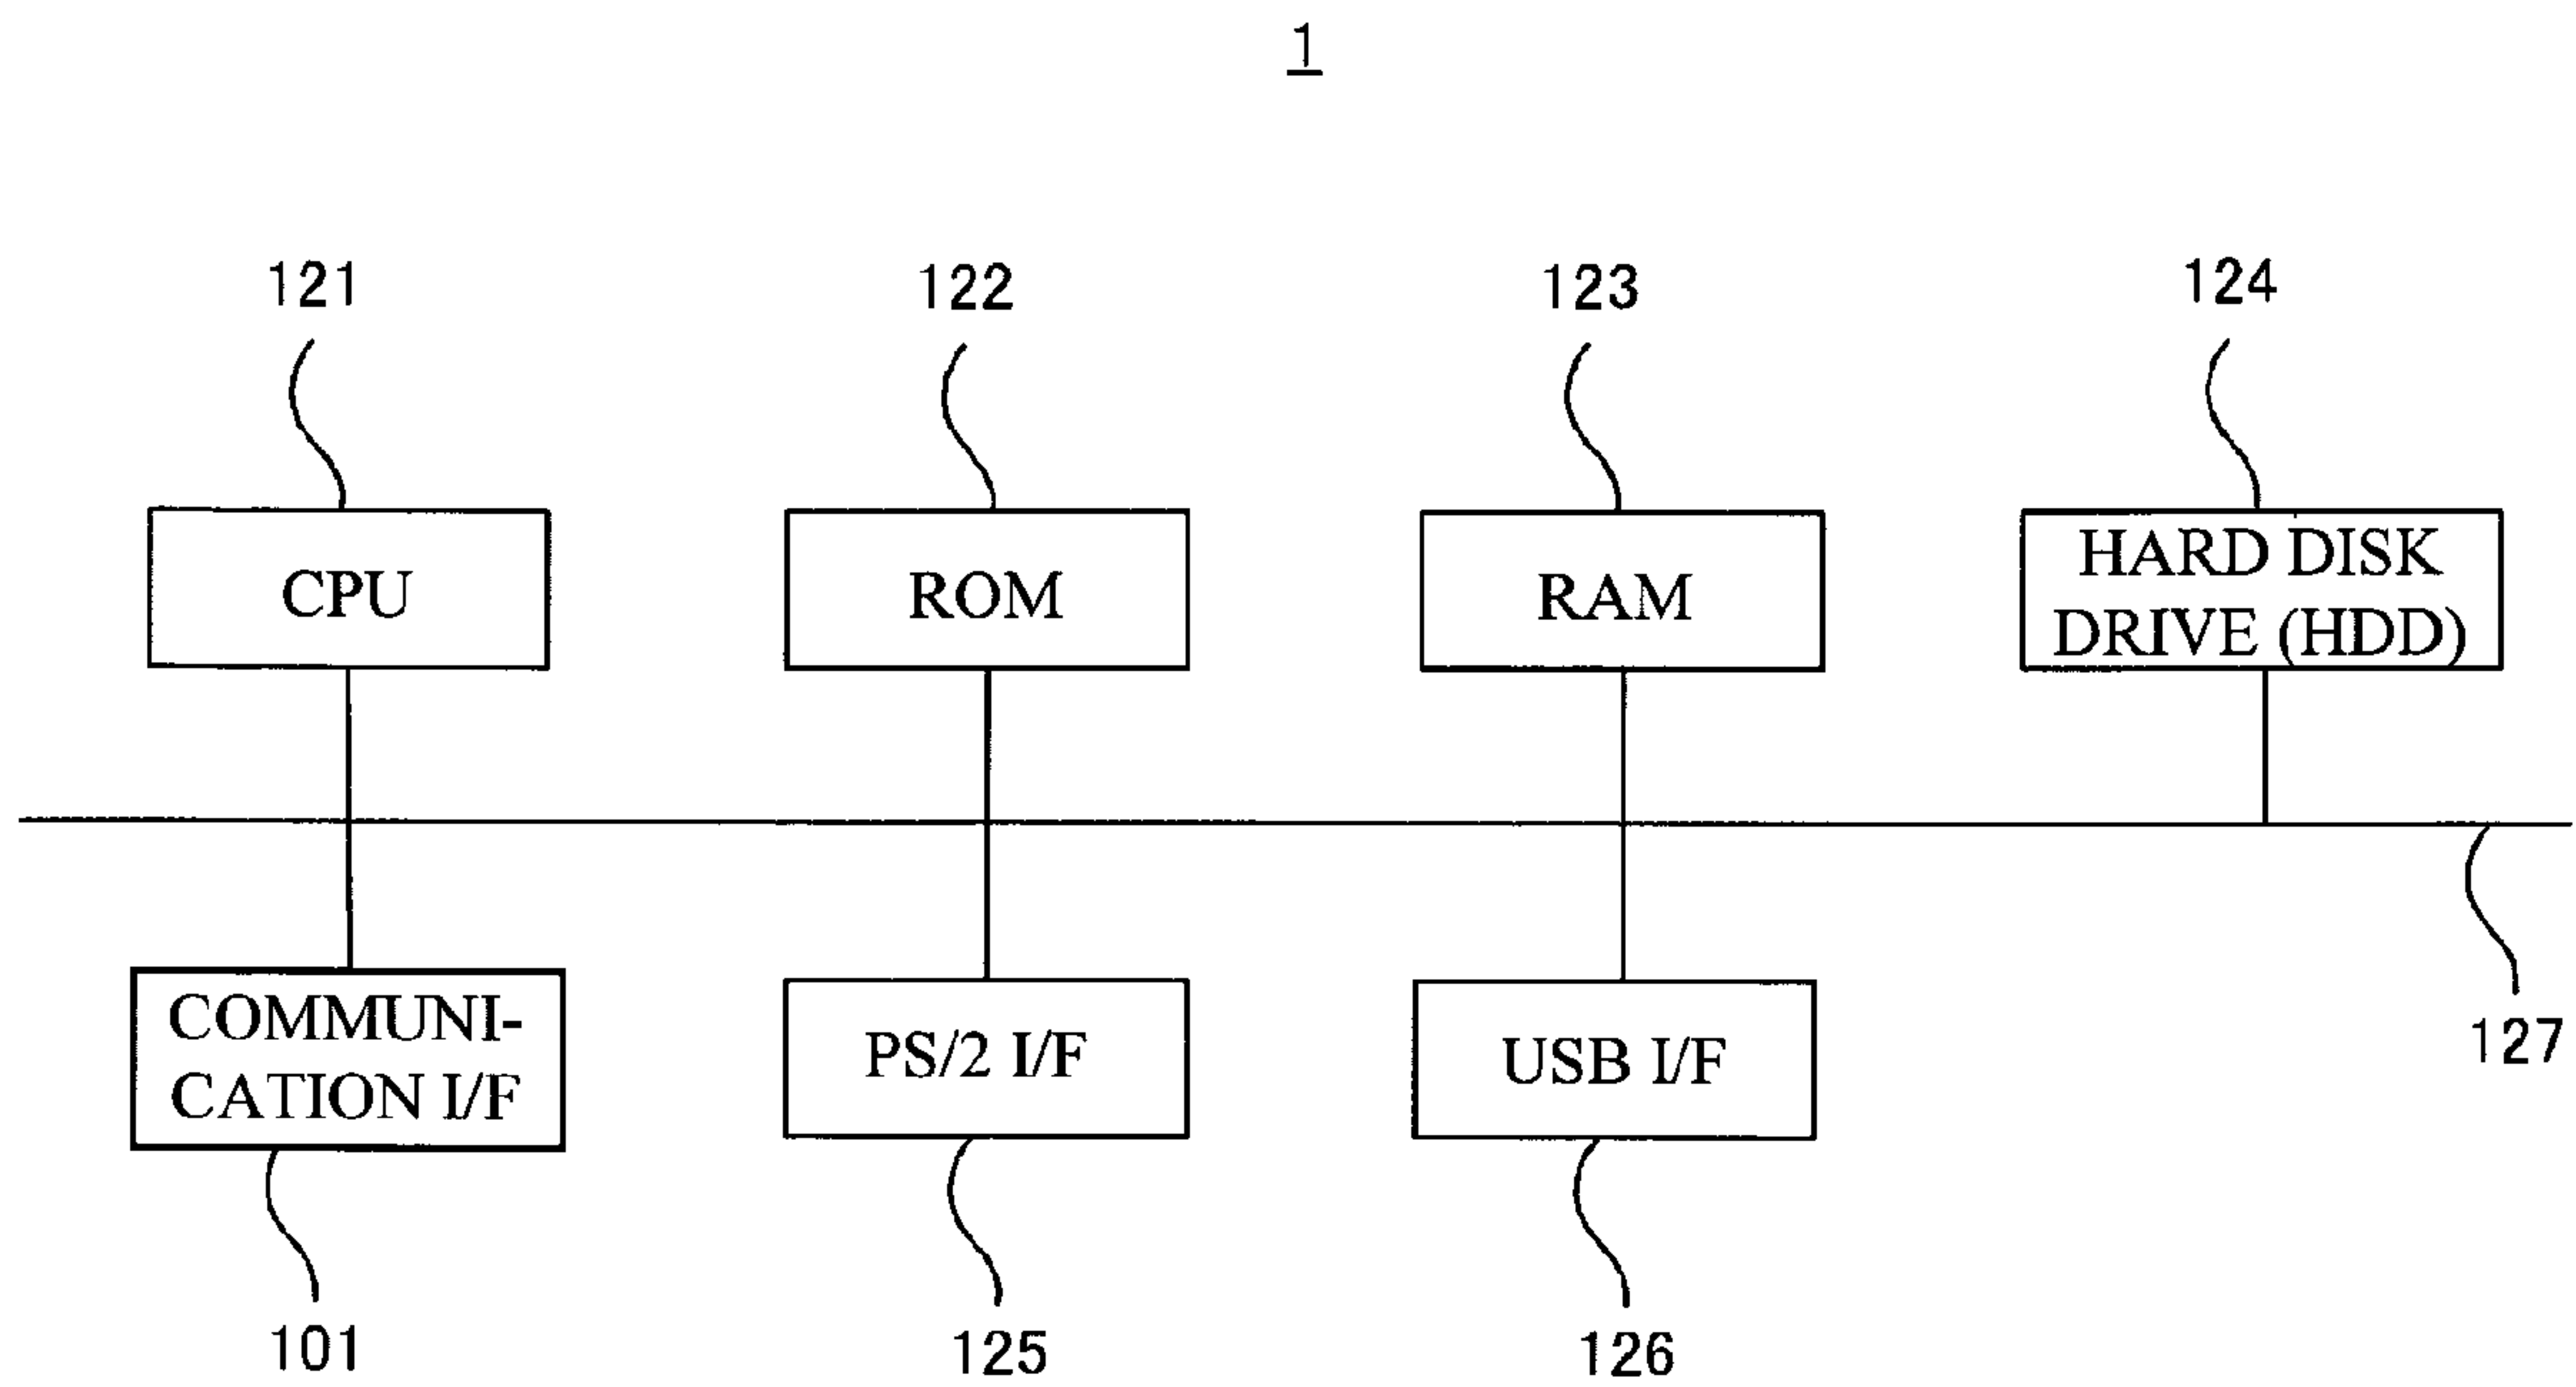 1
121
122
123
124
CPU
ROM
RAM
HARD DISK
DRIVE (HDD)
COMMUNI-
CATION I/F
PS/2 I/F
USB I/F
127
101
125
126